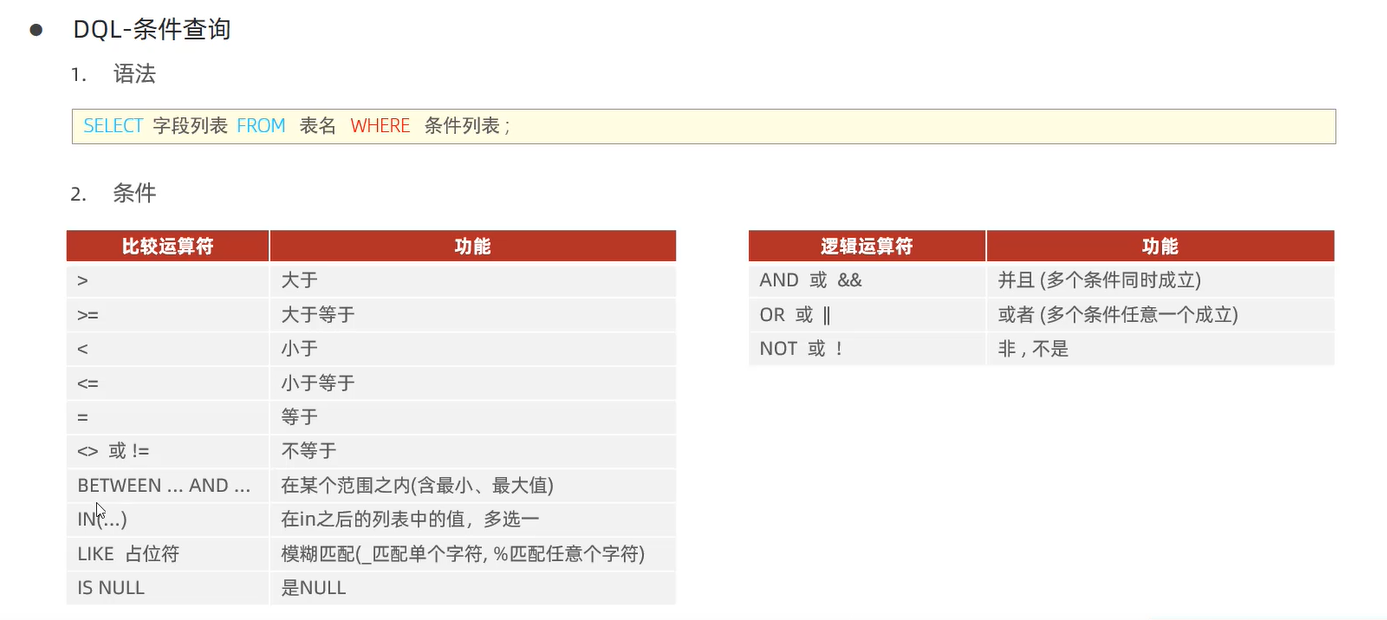 DQL-条件查询
1. 语法
SELECT 字段列表 FROM 表名 WHERE 条件列表 ;
2. 条件
比较运算符 功能
> 大于
>= 大于等于
< 小于
<= 小于等于
= 等于
<> 或 != 不等于
BETWEEN ... AND ... 在某个范围之内(含最小、最大值)
IN(...) 在in之后的列表中的值，多选一
LIKE 占位符 模糊匹配(_匹配单个字符, %匹配任意个字符)
IS NULL 是NULL
逻辑运算符 功能
AND 或 && 并且 (多个条件同时成立)
OR 或 || 或者 (多个条件任意一个成立)
NOT 或 ! 非 , 不是